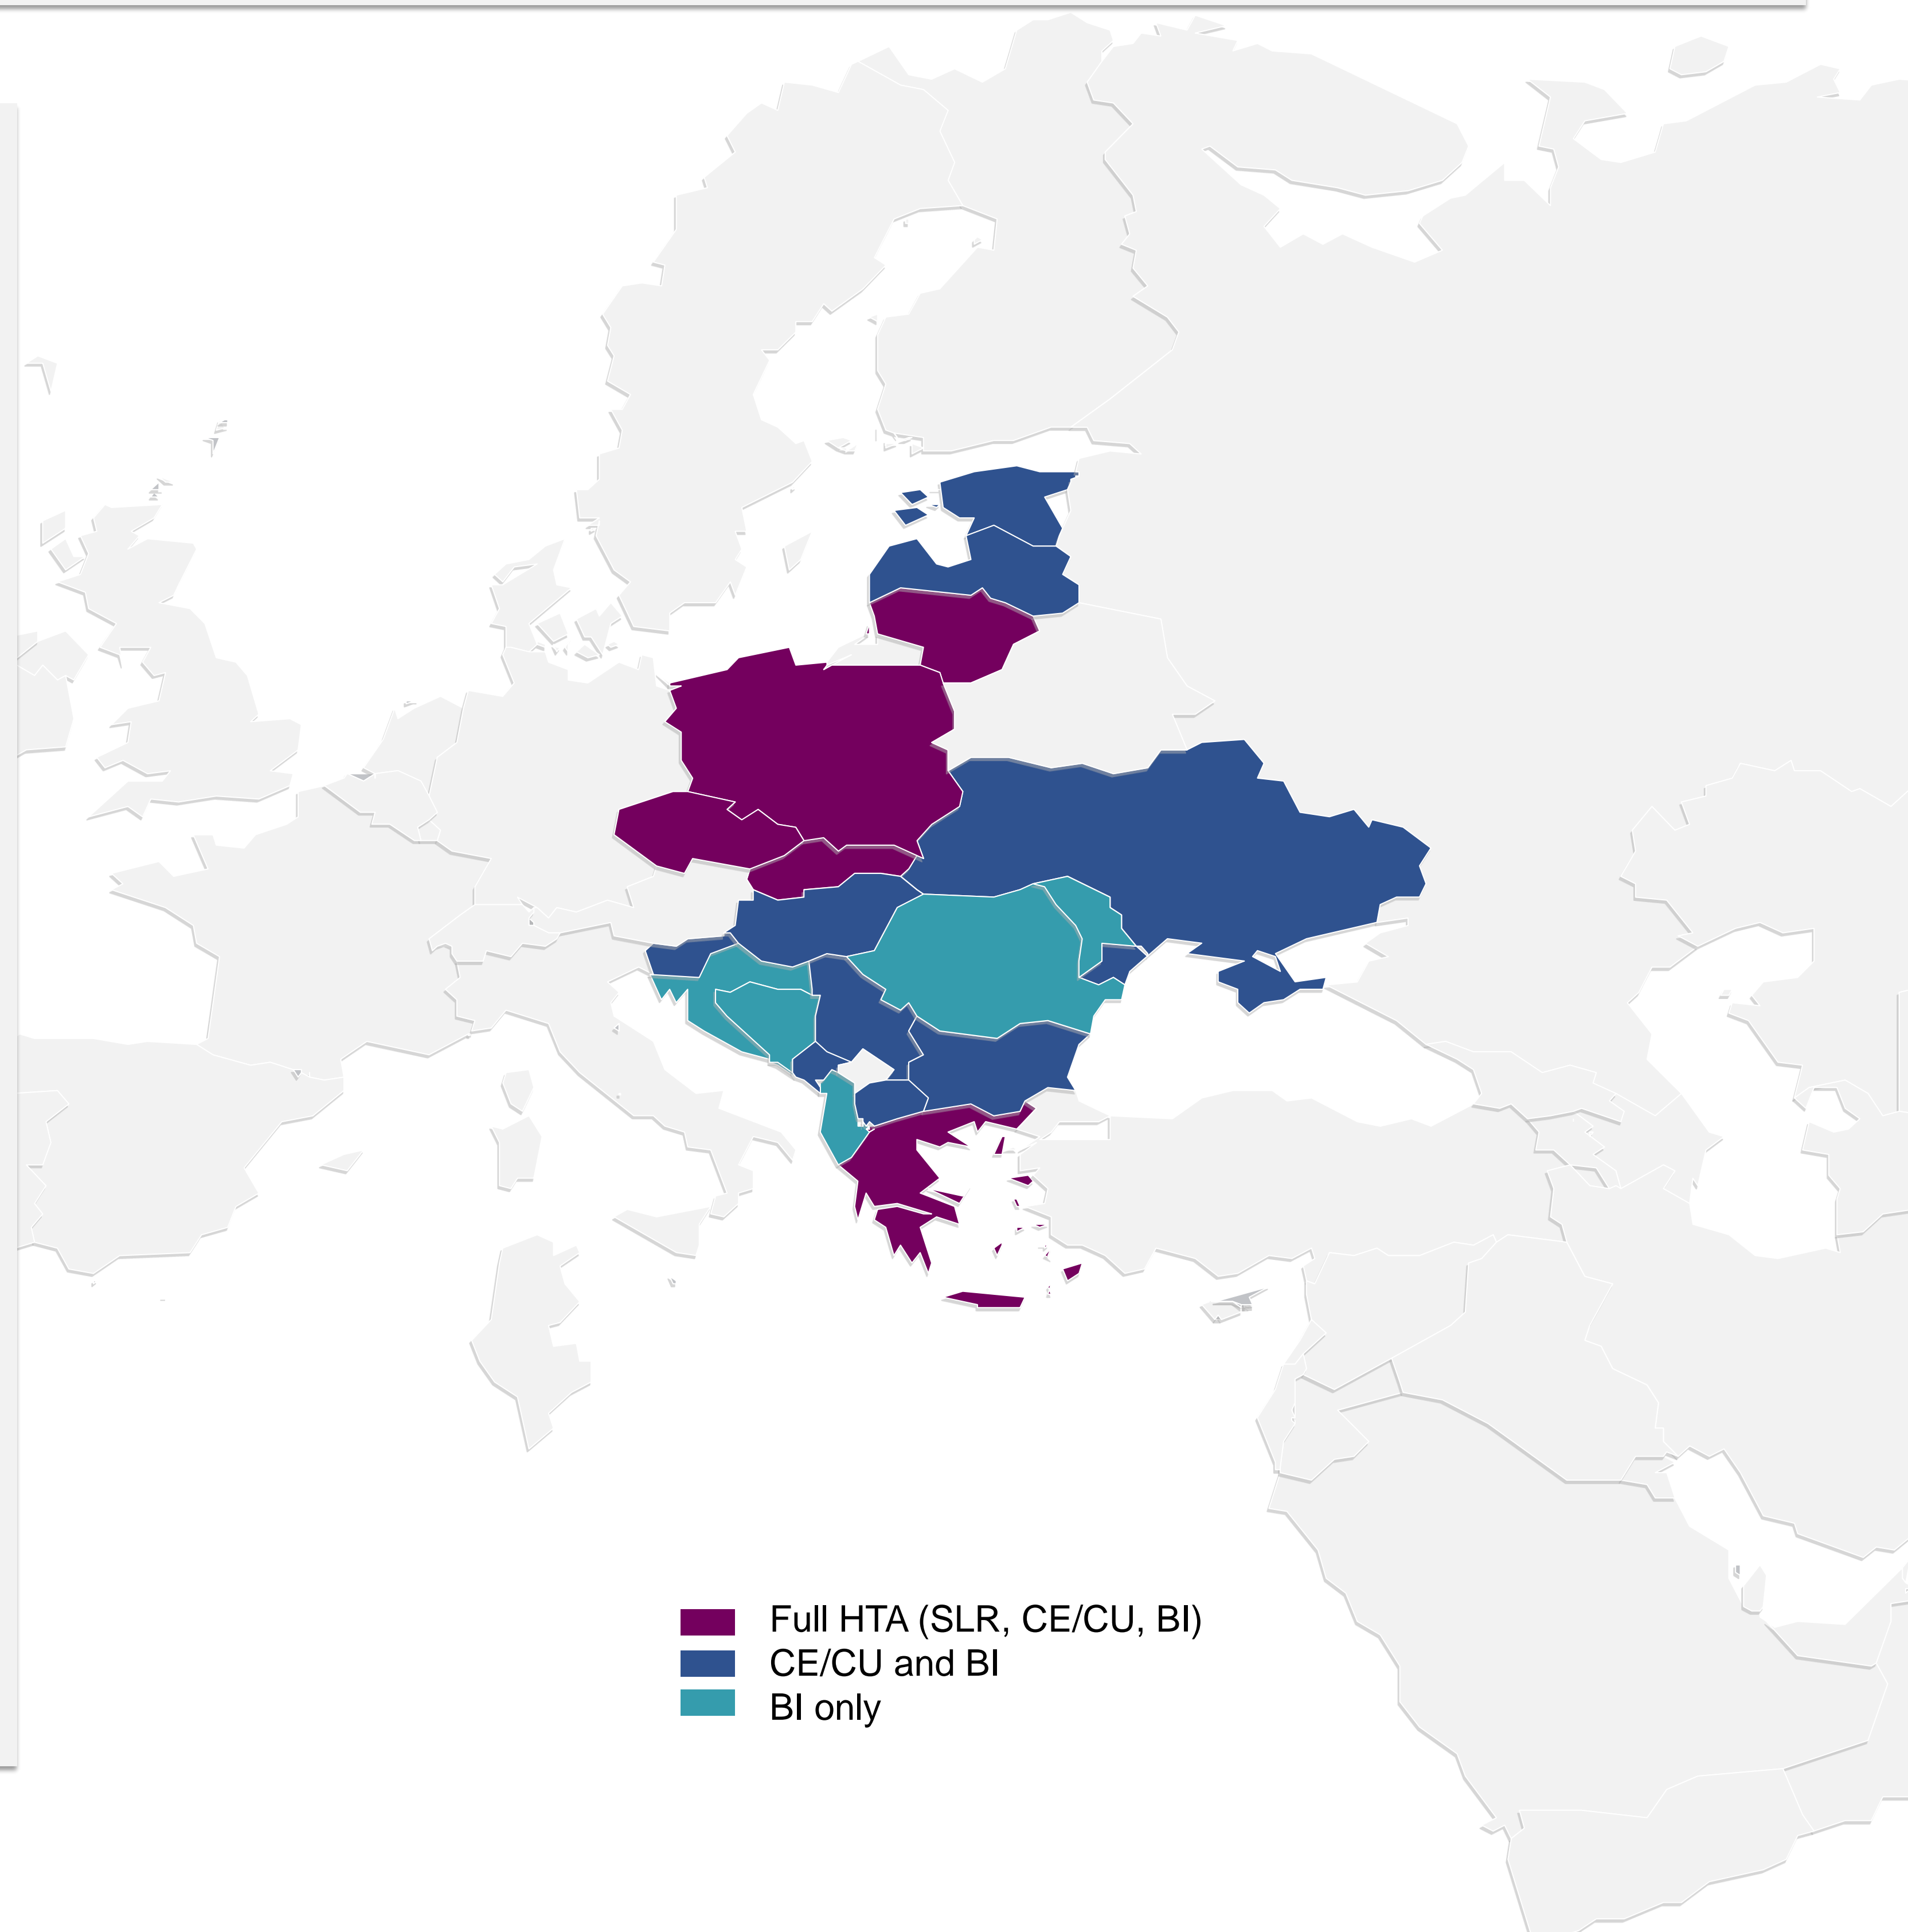 Full HTA (SLR, CE/CU, BI)
CE/CU and BI
BI only